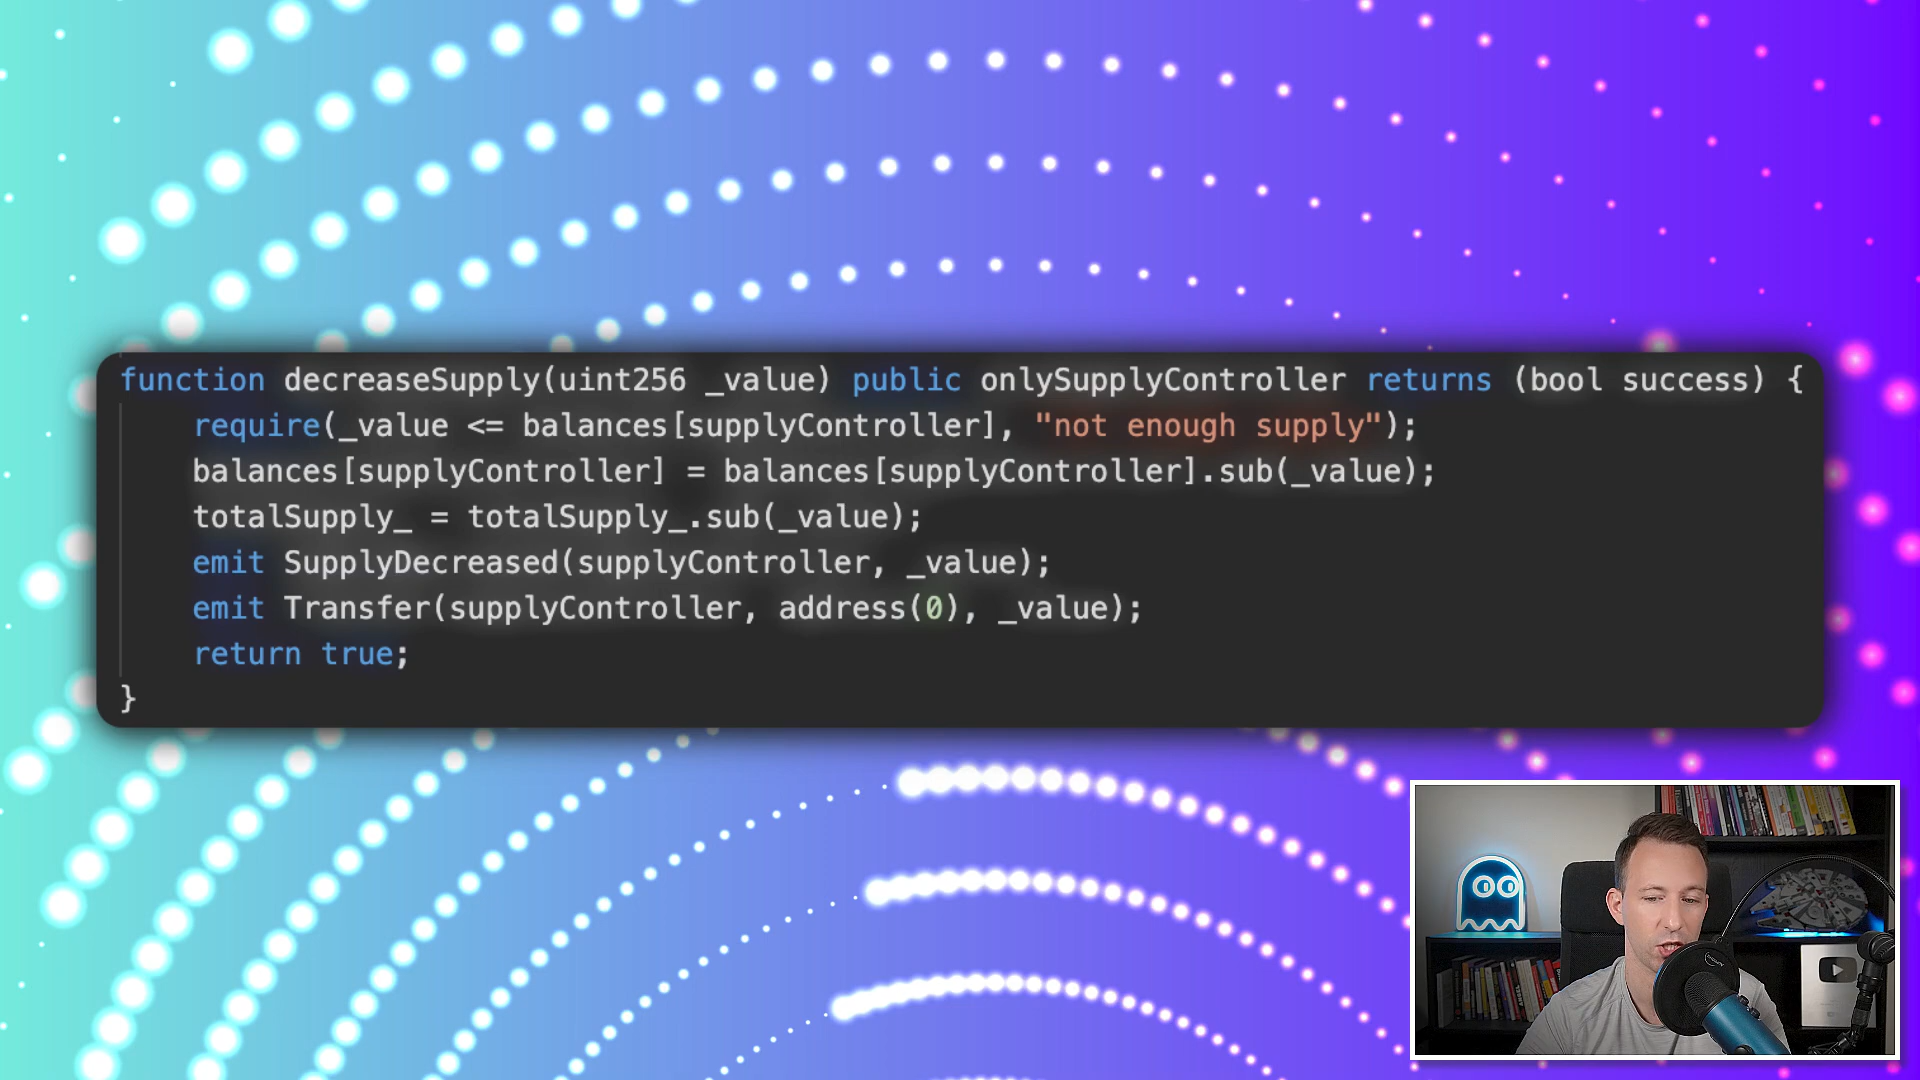 function decreaseSupply(uint256 _value) public onlySupplyController returns (bool success) {
require(_value <= balances[supplyController], "not enough supply");
balances[supplyController] = balances[supplyController].sub(_value);
totalSupply_ = totalSupply_.sub(_value);
emit SupplyDecreased(supplyController, _value);
emit Transfer(supplyController, address(0), _value);
return true;
}